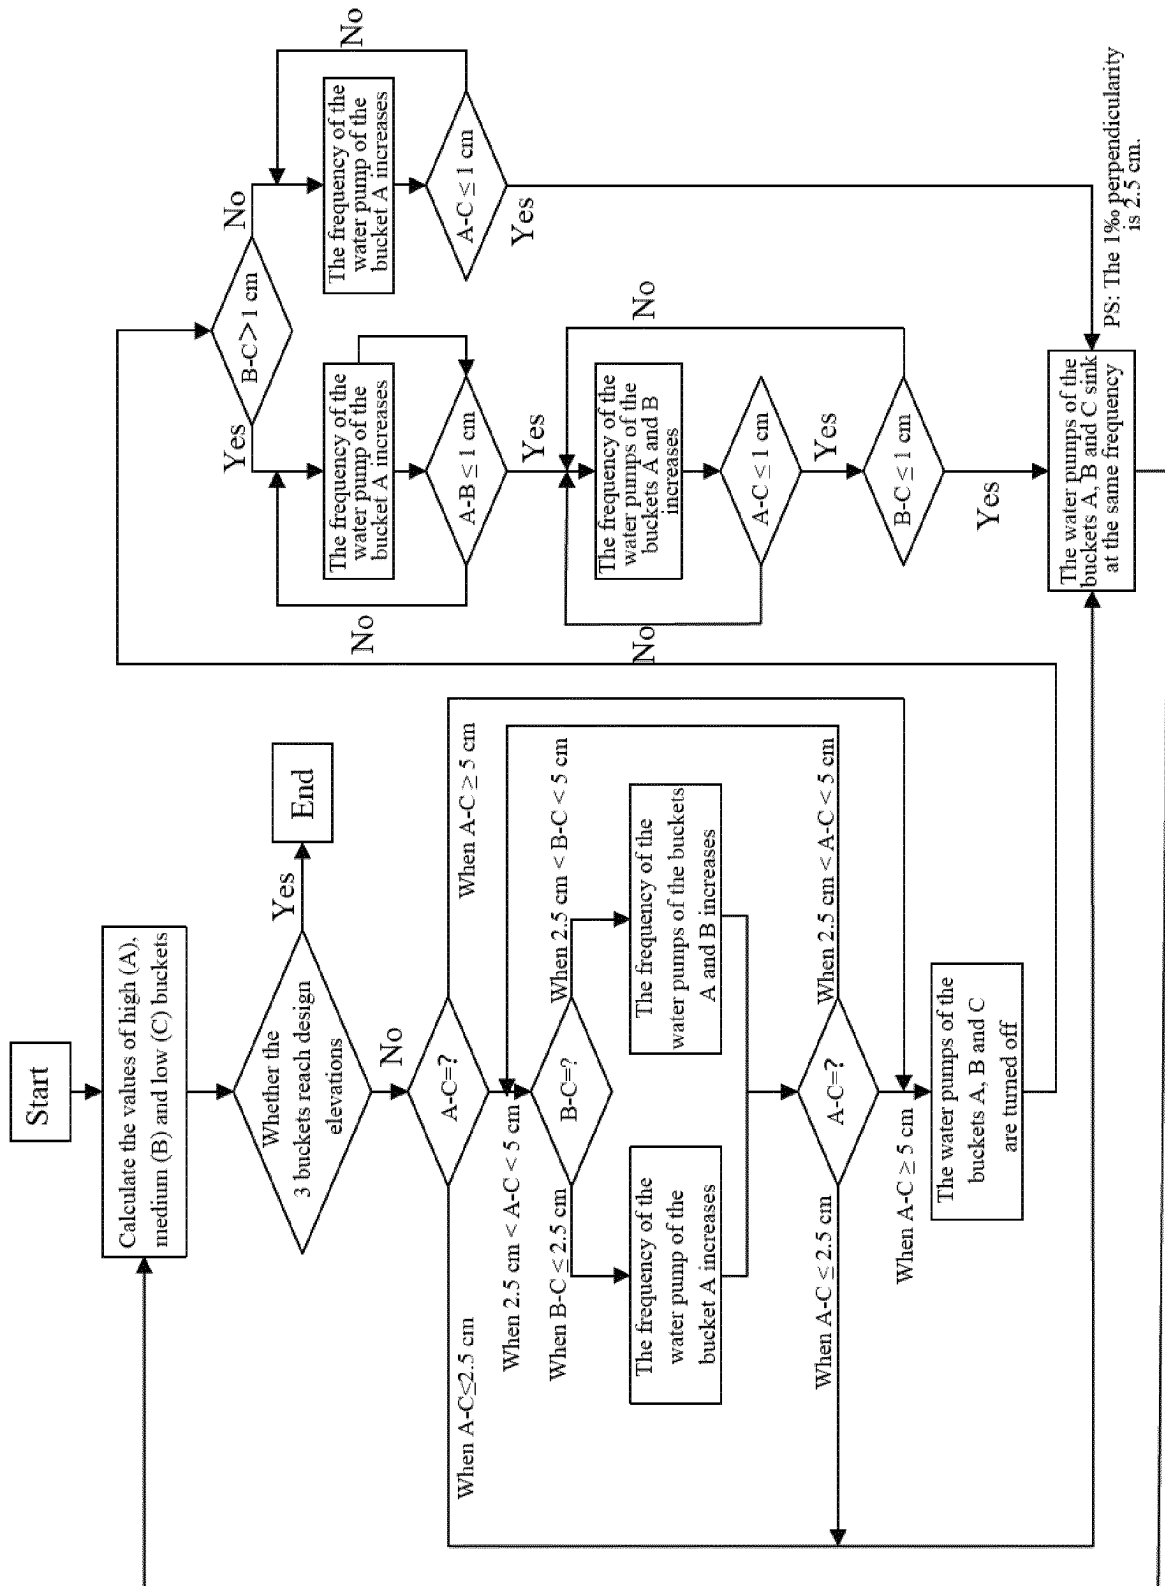 Start
Calculate the values of high (A),
medium (B) and low (C) buckets
Whether the
3 buckets reach design
elevations
Yes
End
No
A-C=?
When A-C≤2.5 cm
When A-C ≥ 5 cm
When 2.5 cm < A-C < 5 cm
B-C=?
When B-C ≤ 2.5 cm
When 2.5 cm < B-C < 5 cm
The frequency of the
water pump of the
bucket A increases
The frequency of the
water pumps of the buckets
A and B increases
A-C=?
When A-C ≤ 2.5 cm
When 2.5 cm < A-C < 5 cm
When A-C ≥ 5 cm
The water pumps of the
buckets A, B and C
are turned off
B-C>1 cm
Yes
No
The frequency of the
water pump of the
bucket A increases
A-B ≤ 1 cm
No
Yes
The frequency of the
water pumps of the
buckets A and B
increases
A-C ≤ 1 cm
No
Yes
B-C ≤ 1 cm
No
Yes
The frequency of the
water pump of the
bucket A increases
A-C ≤ 1 cm
No
Yes
The water pumps of the
buckets A, B and C sink
at the same frequency
PS: The 1‰ perpendicularity
is 2.5 cm.